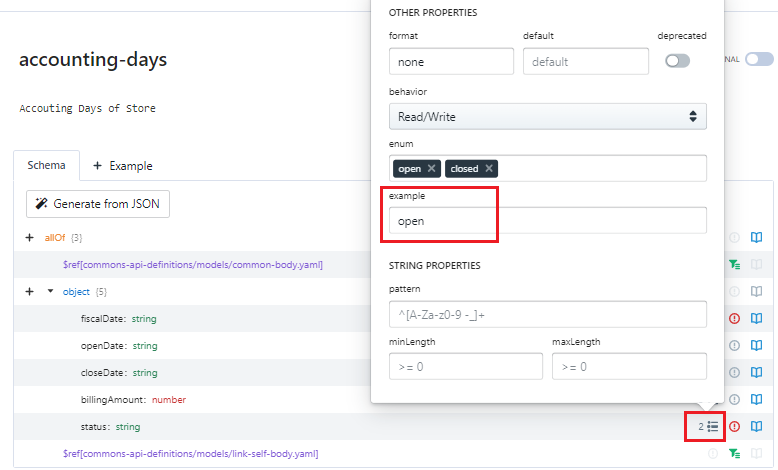 OTHER PROPERTIES
format default deprecated
none default
accounting-days
NAL
behavior
Read/Write
Accouting Days of Store
enum
open closed
Schema + Example
example
open
Generate from JSON
allOf {3}
$ref[commons-api-definitions/models/common-body.yaml]
STRING PROPERTIES
object {5}
pattern
^[A-Za-z0-9 -_]+
fiscalDate: string
minLength maxLength
openDate: string
>= 0 >= 0
closeDate: string
billingAmount: number
status: string
2
$ref[commons-api-definitions/models/link-self-body.yaml]